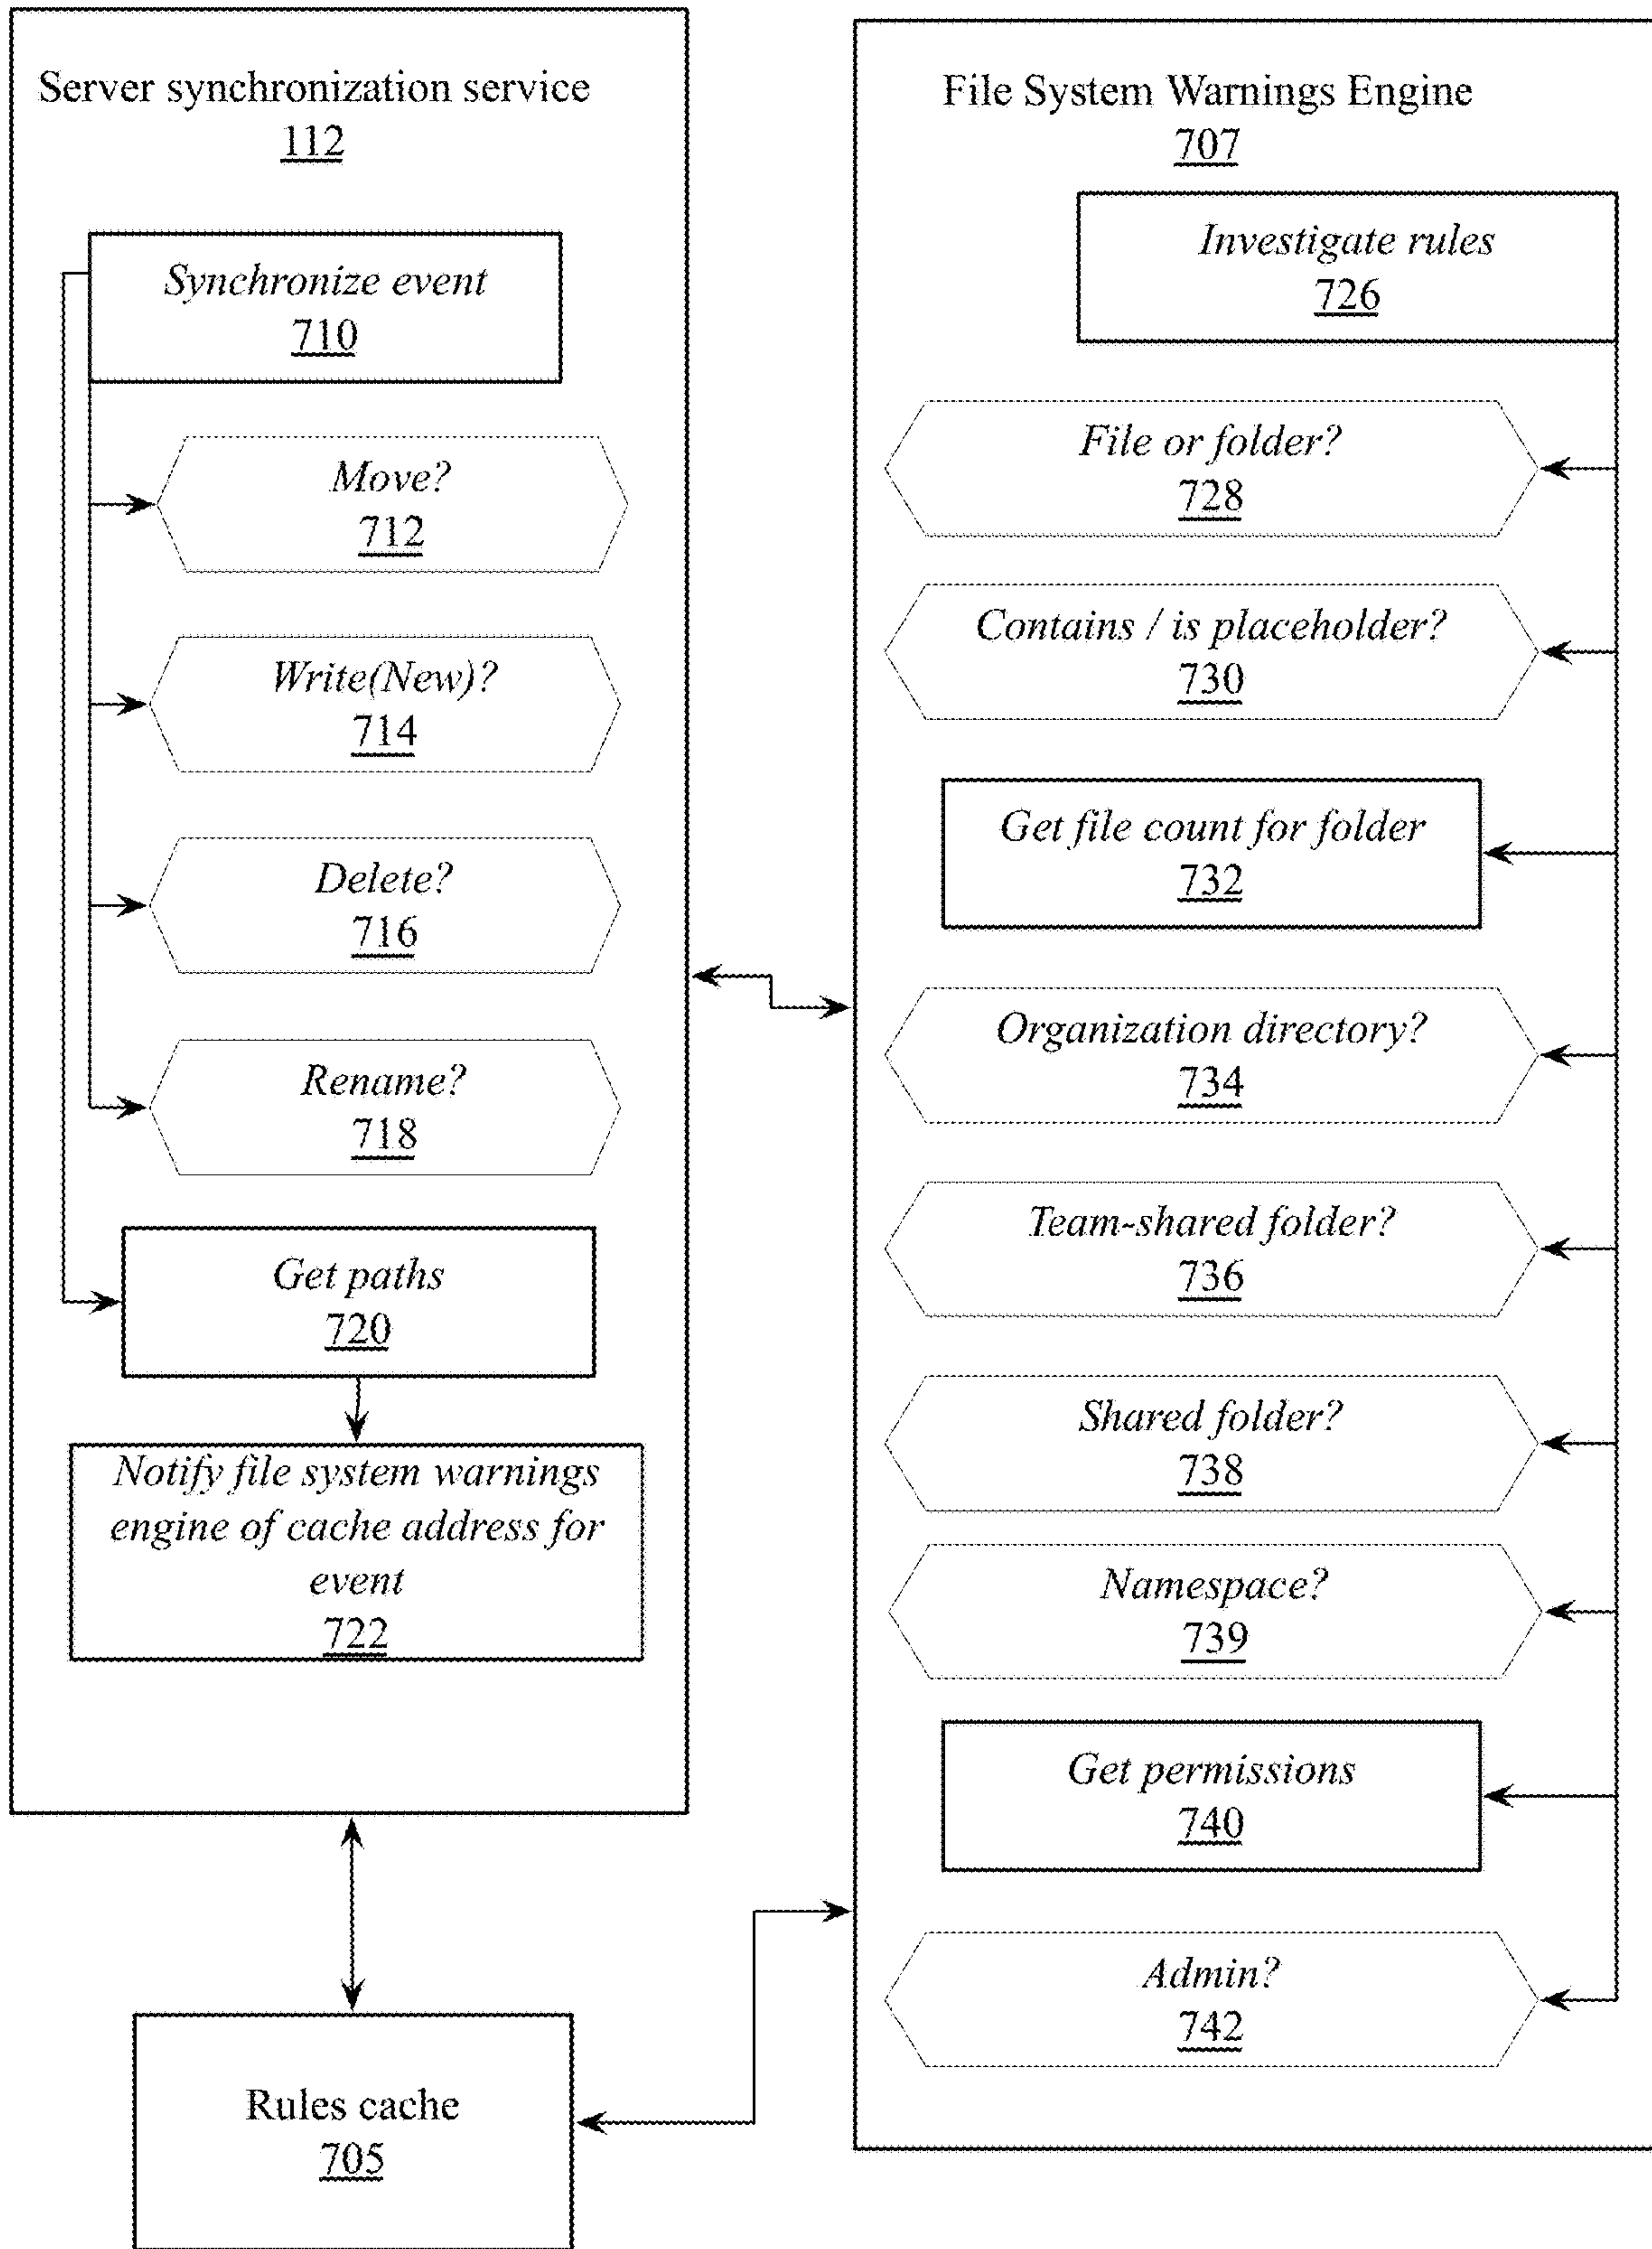 Server synchronization service
112
Synchronize event
710
Move?
712
Write(New)?
714
Delete?
716
Rename?
718
Get paths
720
Notify file system warnings
engine of cache address for
event
722
Rules cache
705
File System Warnings Engine
707
Investigate rules
726
File or folder?
728
Contains / is placeholder?
730
Get file count for folder
732
Organization directory?
734
Team-shared folder?
736
Shared folder?
738
Namespace?
739
Get permissions
740
Admin?
742